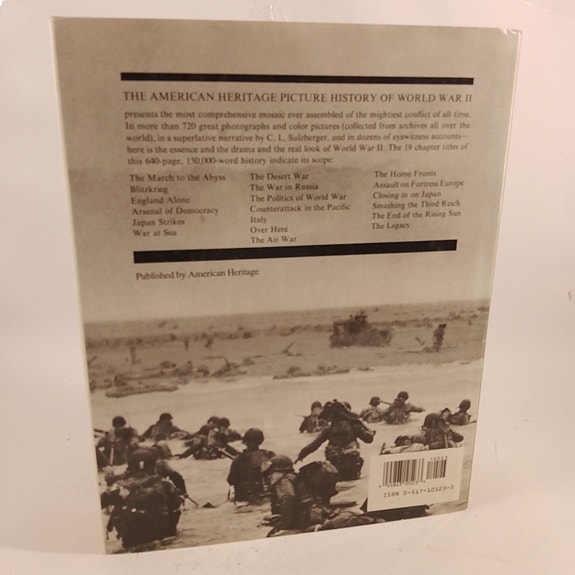 THE AMERICAN HERITAGE PICTURE HISTORY OF WORLD WAR II
presents the most comprehensive mosaic ever assembled of the mightiest conflict of all time.
In more than 720 great photographs and color pictures (collected from archives all over the
world), in a superlative narrative by C. L. Sulzberger, and in dozens of eyewitness accounts—
here is the essence and the drama and the real look of World War II. The 19 chapter titles of
this 640-page, 150,000-word history indicate its scope
The March to the Abyss
Blitzkrieg
England Alone
Arsenal of Democracy
Japan Strikes
War at Sea
The Desert War
The War in Russia
The Politics of World War
Counterattack in the Pacific
Italy
Over Here
The Air War
The Home Fronts
Assault on Fortress Europe
Closing in on Japan
Smashing the Third Reich
The End of the Rising Sun
The Legacy
Published by American Heritage
ISBN 0-517-10523-3